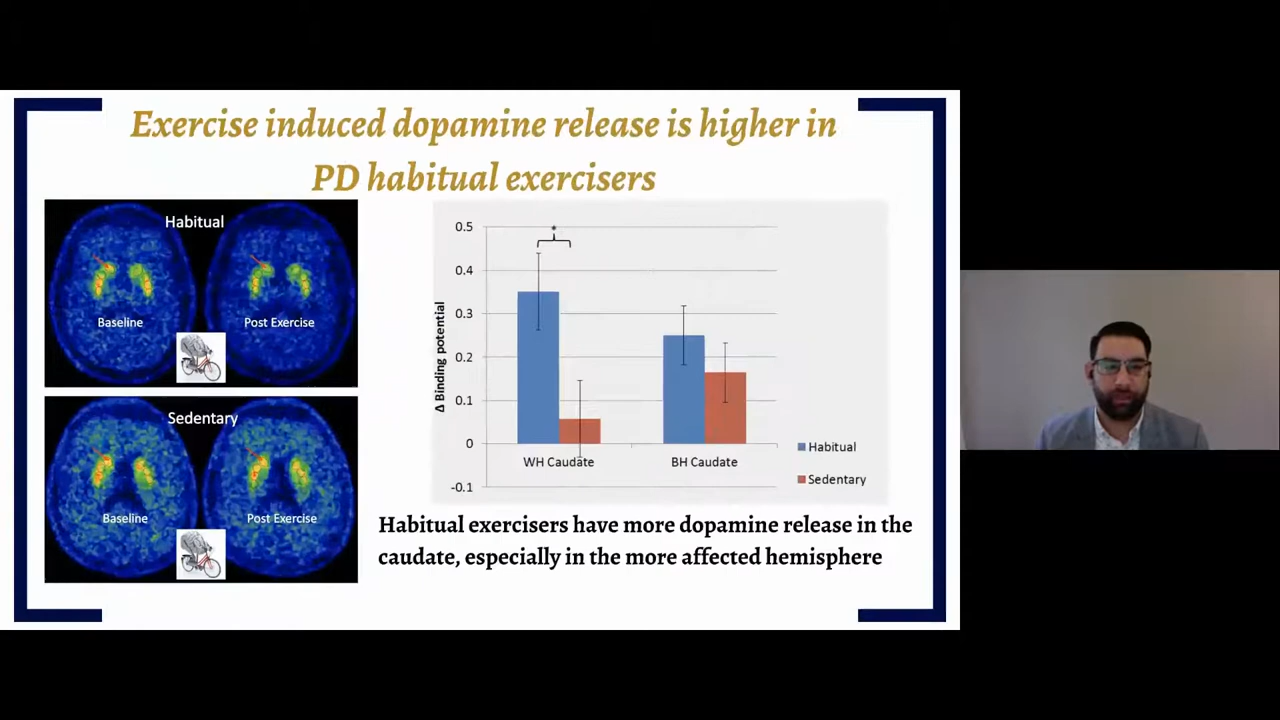 Exercise induced dopamine release is higher in
PD habitual exercisers
Habitual
Baseline
Post Exercise
Sedentary
Baseline
Post Exercise
Δ Binding potential
0.5
0.4
0.3
0.2
0.1
0
-0.1
*
WH Caudate
BH Caudate
Habitual
Sedentary
Habitual exercisers have more dopamine release in the
caudate, especially in the more affected hemisphere